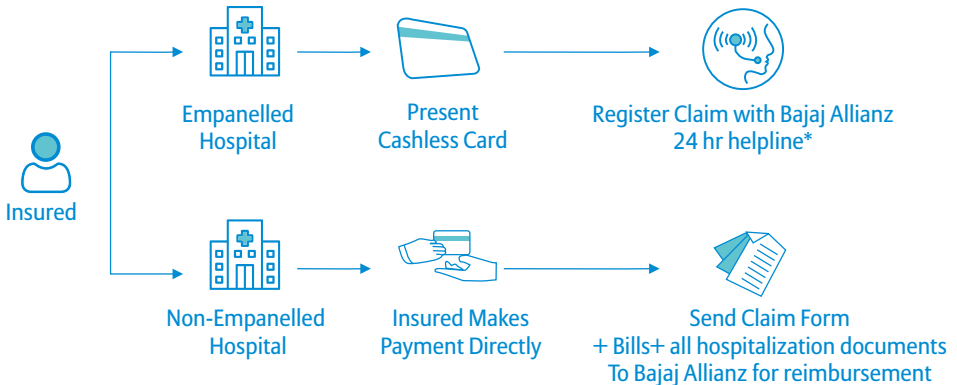 Insured
Empanelled
Hospital
Present
Cashless Card
Register Claim with Bajaj Allianz
24 hr helpline*
Non-Empanelled
Hospital
Insured Makes
Payment Directly
Send Claim Form
+ Bills+ all hospitalization documents
To Bajaj Allianz for reimbursement